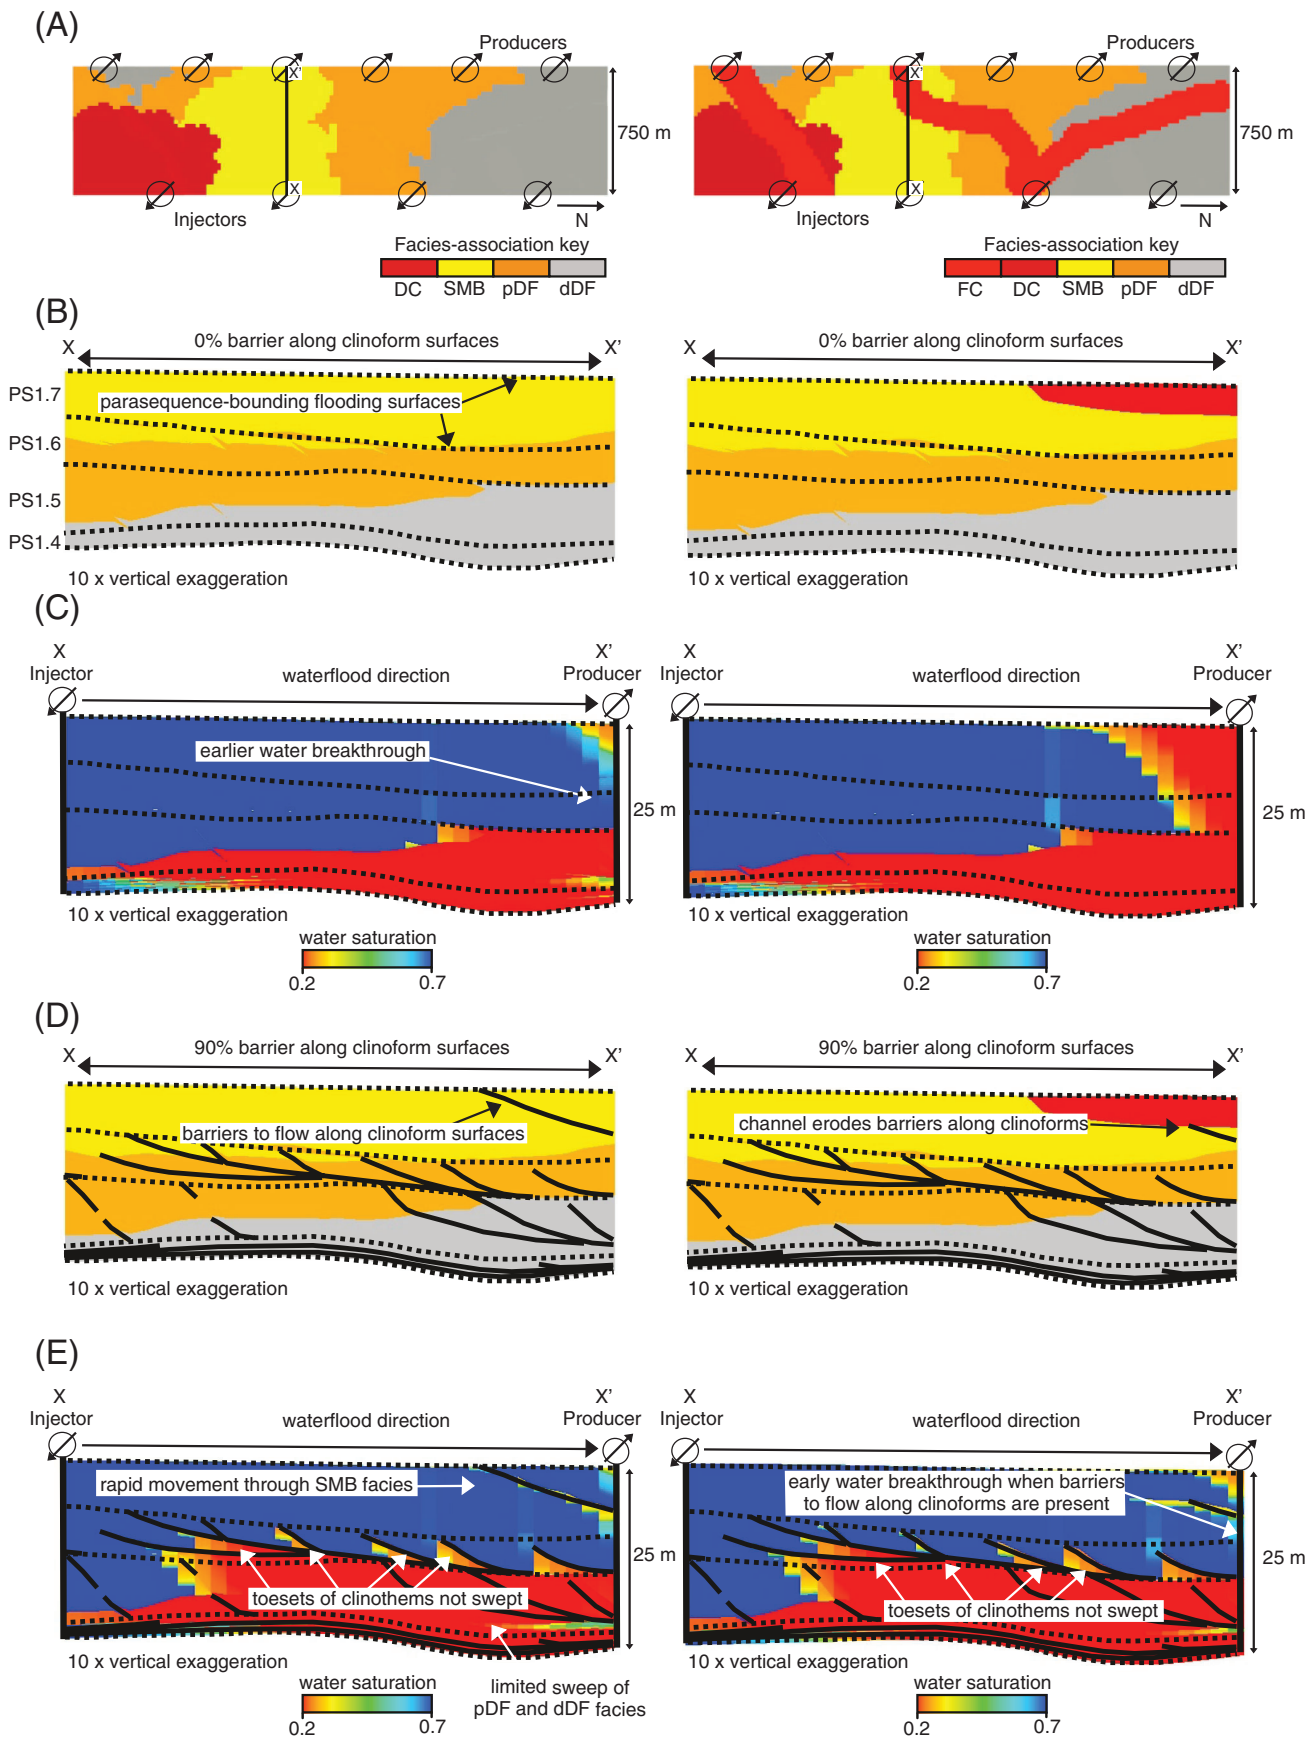 (A)
Producers
X'
750 m
X
Injectors
N
Facies-association key
DC SMB pDF dDF
Producers
X'
750 m
X
Injectors
N
Facies-association key
FC DC SMB pDF dDF
(B)
X 0% barrier along clinoform surfaces X'
PS1.7
parasequence-bounding flooding surfaces
PS1.6
PS1.5
PS1.4
10 x vertical exaggeration
X 0% barrier along clinoform surfaces X'
10 x vertical exaggeration
(C)
X X'
Injector waterflood direction Producer
earlier water breakthrough
25 m
10 x vertical exaggeration
water saturation
0.2 0.7
X X'
Injector waterflood direction Producer
25 m
10 x vertical exaggeration
water saturation
0.2 0.7
(D)
X 90% barrier along clinoform surfaces X'
barriers to flow along clinoform surfaces
10 x vertical exaggeration
X 90% barrier along clinoform surfaces X'
channel erodes barriers along clinoforms
10 x vertical exaggeration
(E)
X X'
Injector waterflood direction Producer
rapid movement through SMB facies
25 m
toesets of clinothems not swept
10 x vertical exaggeration
limited sweep of
pDF and dDF facies
water saturation
0.2 0.7
X X'
Injector waterflood direction Producer
early water breakthrough when barriers
to flow along clinoforms are present
25 m
toesets of clinothems not swept
10 x vertical exaggeration
water saturation
0.2 0.7